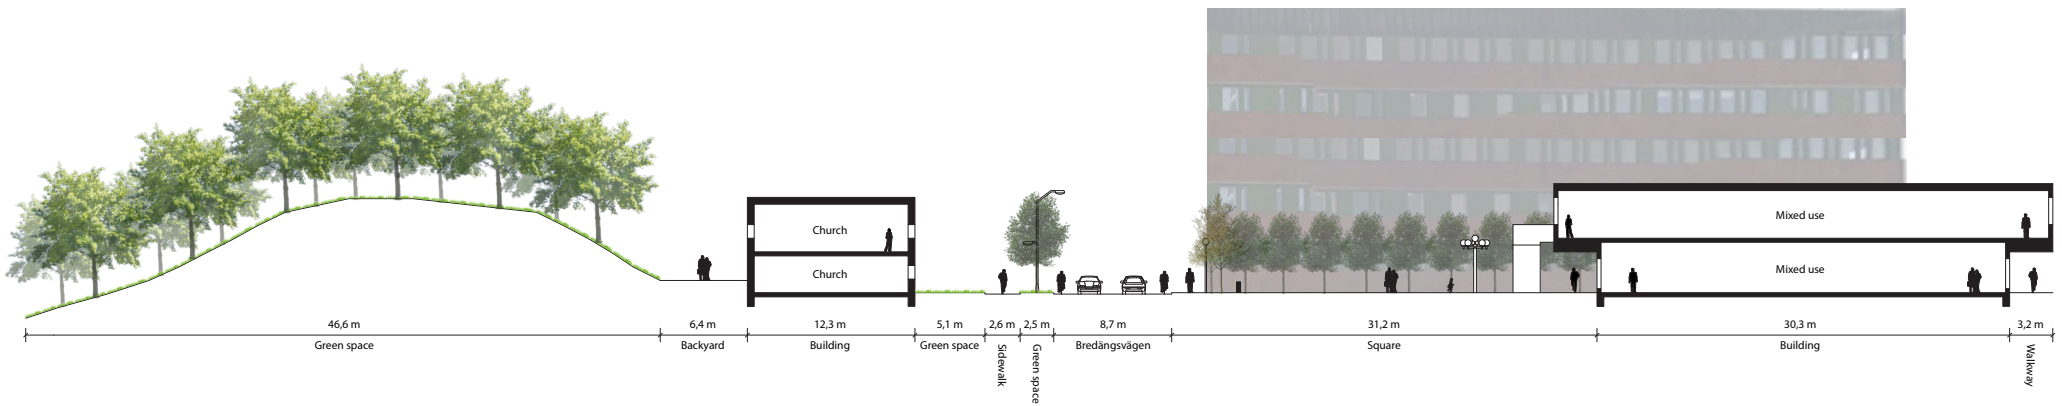 Church
Mixed use
Church
Mixed use
46,6 m
6,4 m
12,3 m
5,1 m
2,6 m
2,5 m
8,7 m
31,2 m
30,3 m
3,2 m
Green space
Backyard
Building
Green space
Sidewalk
Green space
Bredängsvägen
Square
Building
Walkway